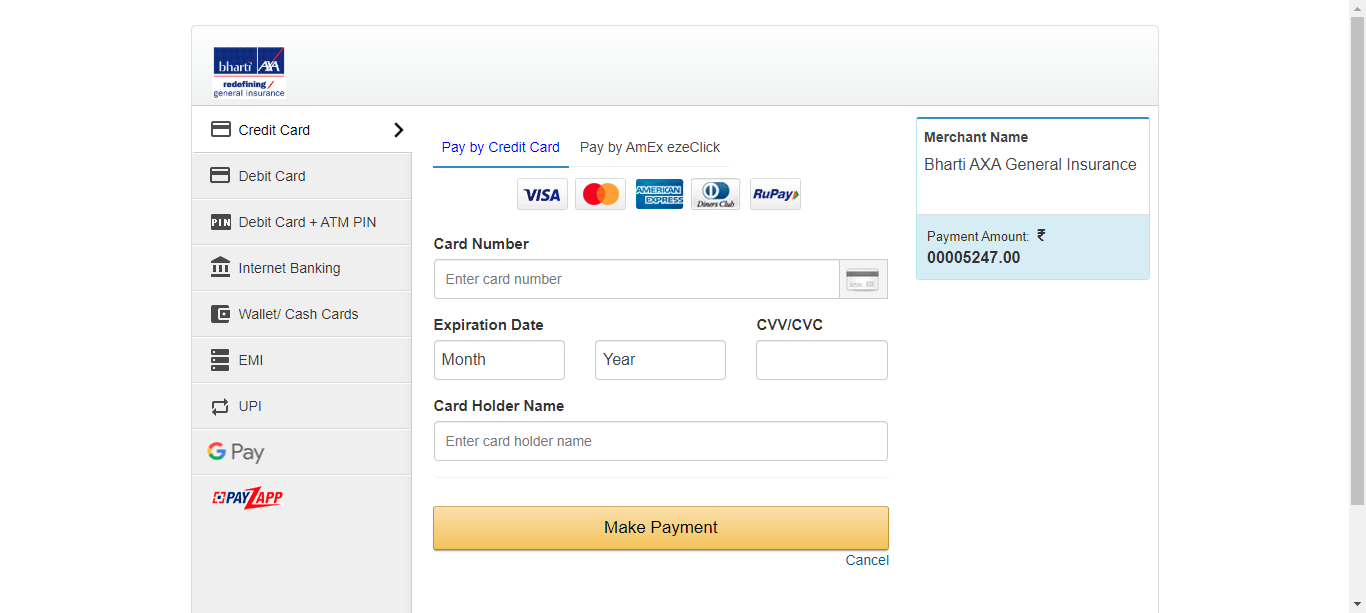 bharti AXA
redefining /
general insurance
Credit Card
Debit Card
PIN Debit Card + ATM PIN
Internet Banking
Wallet/ Cash Cards
EMI
UPI
G Pay
PAYZAPP
Pay by Credit Card Pay by AmEx ezeClick
VISA AMERICAN EXPRESS Diners Club RuPay
Card Number
Enter card number
Expiration Date CVV/CVC
Month Year
Card Holder Name
Enter card holder name
Make Payment
Cancel
Merchant Name
Bharti AXA General Insurance
Payment Amount: ₹
00005247.00